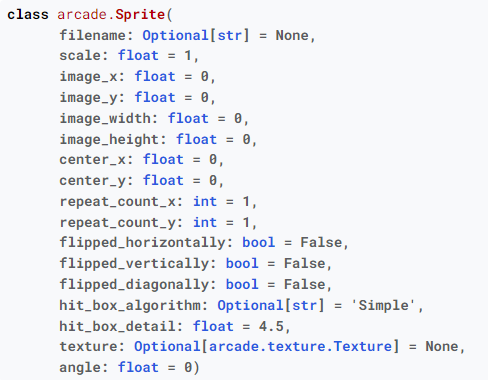 class arcade.Sprite(
filename: Optional[str] = None,
scale: float = 1,
image_x: float = 0,
image_y: float = 0,
image_width: float = 0,
image_height: float = 0,
center_x: float = 0,
center_y: float = 0,
repeat_count_x: int = 1,
repeat_count_y: int = 1,
flipped_horizontally: bool = False,
flipped_vertically: bool = False,
flipped_diagonally: bool = False,
hit_box_algorithm: Optional[str] = 'Simple',
hit_box_detail: float = 4.5,
texture: Optional[arcade.texture.Texture] = None,
angle: float = 0)